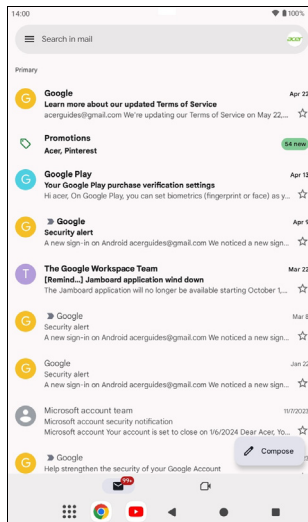 14:00
100%
Search in mail
acer
Primary
Google
Apr 22
Learn more about our updated Terms of Service
acerguides@gmail.com We're updating our Terms of Service on May 22,...
Promotions
54 new
Acer, Pinterest
Google Play
Apr 13
Your Google Play purchase verification settings
Hi acer, On Google Play, you can set biometrics (fingerprint or face) as y...
Google
Apr 9
Security alert
A new sign-in on Android acerguides@gmail.com We noticed a new sign...
The Google Workspace Team
Mar 22
[Remind...] Jamboard application wind down
The Jamboard application will no longer be available starting October 1,...
Google
Mar 8
Security alert
A new sign-in on Android acerguides@gmail.com We noticed a new sign...
Google
Jan 22
Security alert
A new sign-in on Android acerguides@gmail.com We noticed a new sign...
Microsoft account team
11/7/2023
Microsoft account security notification
Microsoft account Your account is set to close on 1/6/2024 Dear Acer, Yo...
Google
Help strengthen the security of your Google Account
Compose
99+